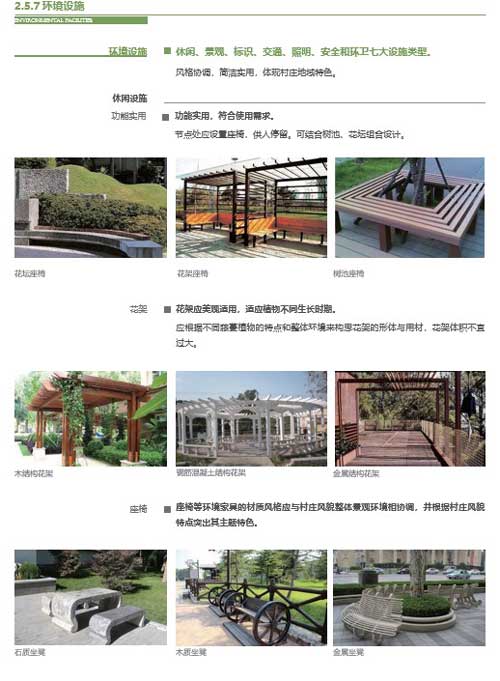 2.5.7 环境设施
ENVIRONMENTAL FACILITIES
环境设施
休闲、景观、标识、交通、照明、安全和环卫七大设施类型。
风格协调，简洁实用，体现村庄地域特色。
休闲设施
功能实用
功能实用，符合使用需求。
节点处应设置座椅，供人停留。可结合树池、花坛组合设计。
花坛座椅
花架座椅
树池座椅
花架
花架应美观适用，适应植物不同生长时期。
应根据不同蔓植物的特点和整体环境来构思花架的形体与用材，花架体积不宜
过大。
木结构花架
钢筋混凝土结构花架
金属结构花架
座椅
座椅等环境家具的材质风格应与村庄风貌整体景观环境相协调，并根据村庄风貌
特点突出其主题特色。
石质坐凳
木质坐凳
金属坐凳